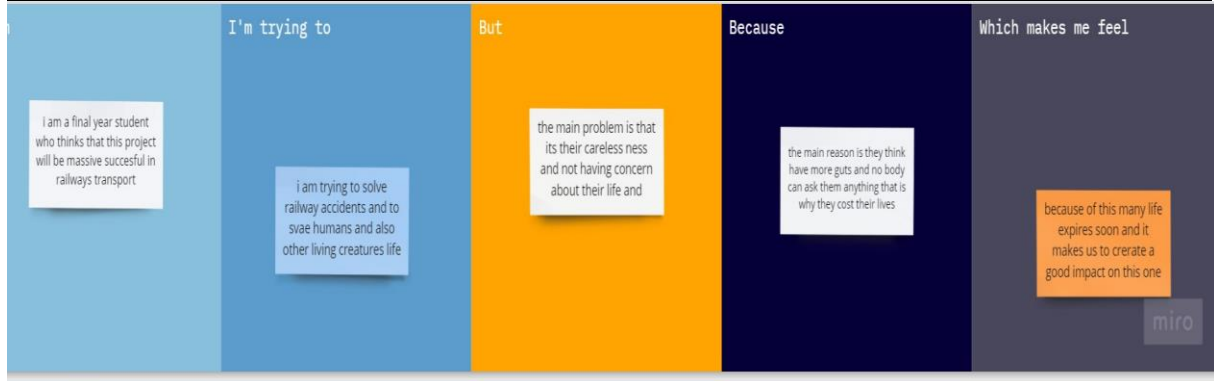 I'm trying to
But
Because
Which makes me feel
i am a final year student
who thinks that this project
will be massive succesful in
railways transport
i am trying to solve
railway accidents and to
svae humans and also
other living creatures life
the main problem is that
its their careless ness
and not having concern
about their life and
the main reason is they think
have more guts and no body
can ask them anything that is
why they cost their lives
because of this many life
expires soon and it
makes us to crerate a
good impact on this one
miro